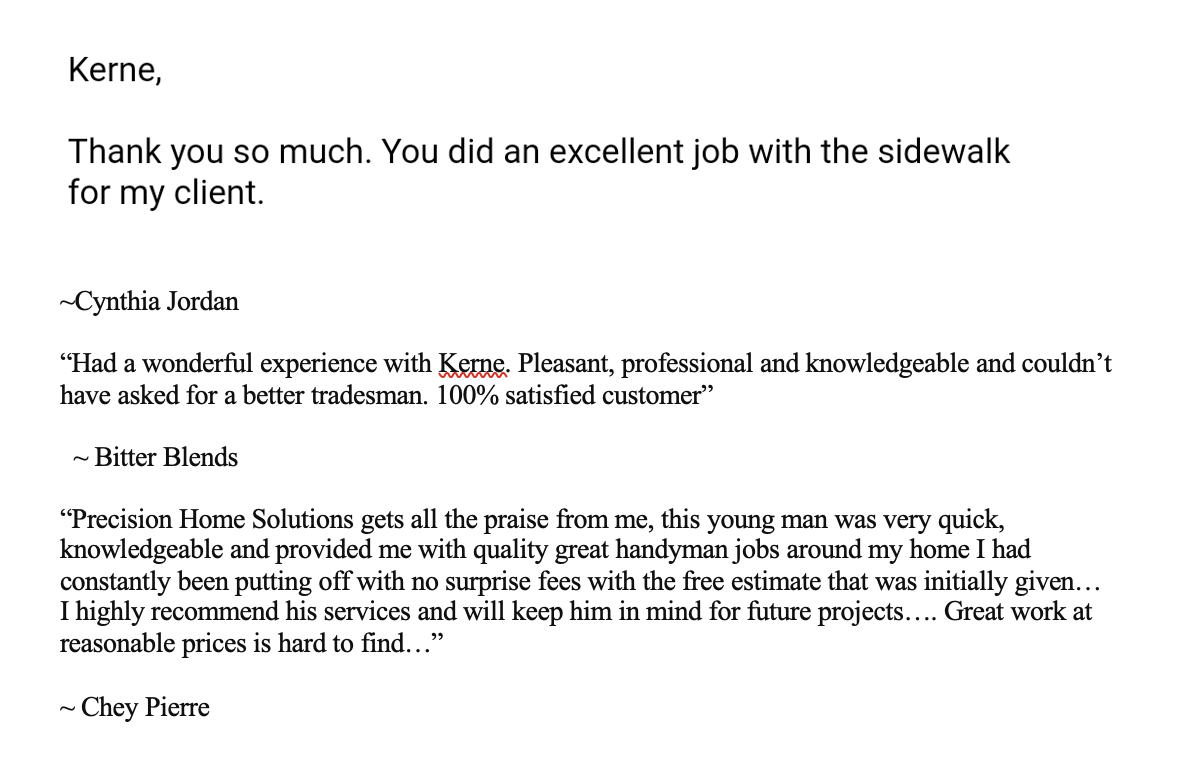 Kerne,
Thank you so much. You did an excellent job with the sidewalk
for my client.
~Cynthia Jordan
“Had a wonderful experience with Kerne. Pleasant, professional and knowledgeable and couldn’t
have asked for a better tradesman. 100% satisfied customer”
~ Bitter Blends
“Precision Home Solutions gets all the praise from me, this young man was very quick,
knowledgeable and provided me with quality great handyman jobs around my home I had
constantly been putting off with no surprise fees with the free estimate that was initially given…
I highly recommend his services and will keep him in mind for future projects…. Great work at
reasonable prices is hard to find…”
~ Chey Pierre